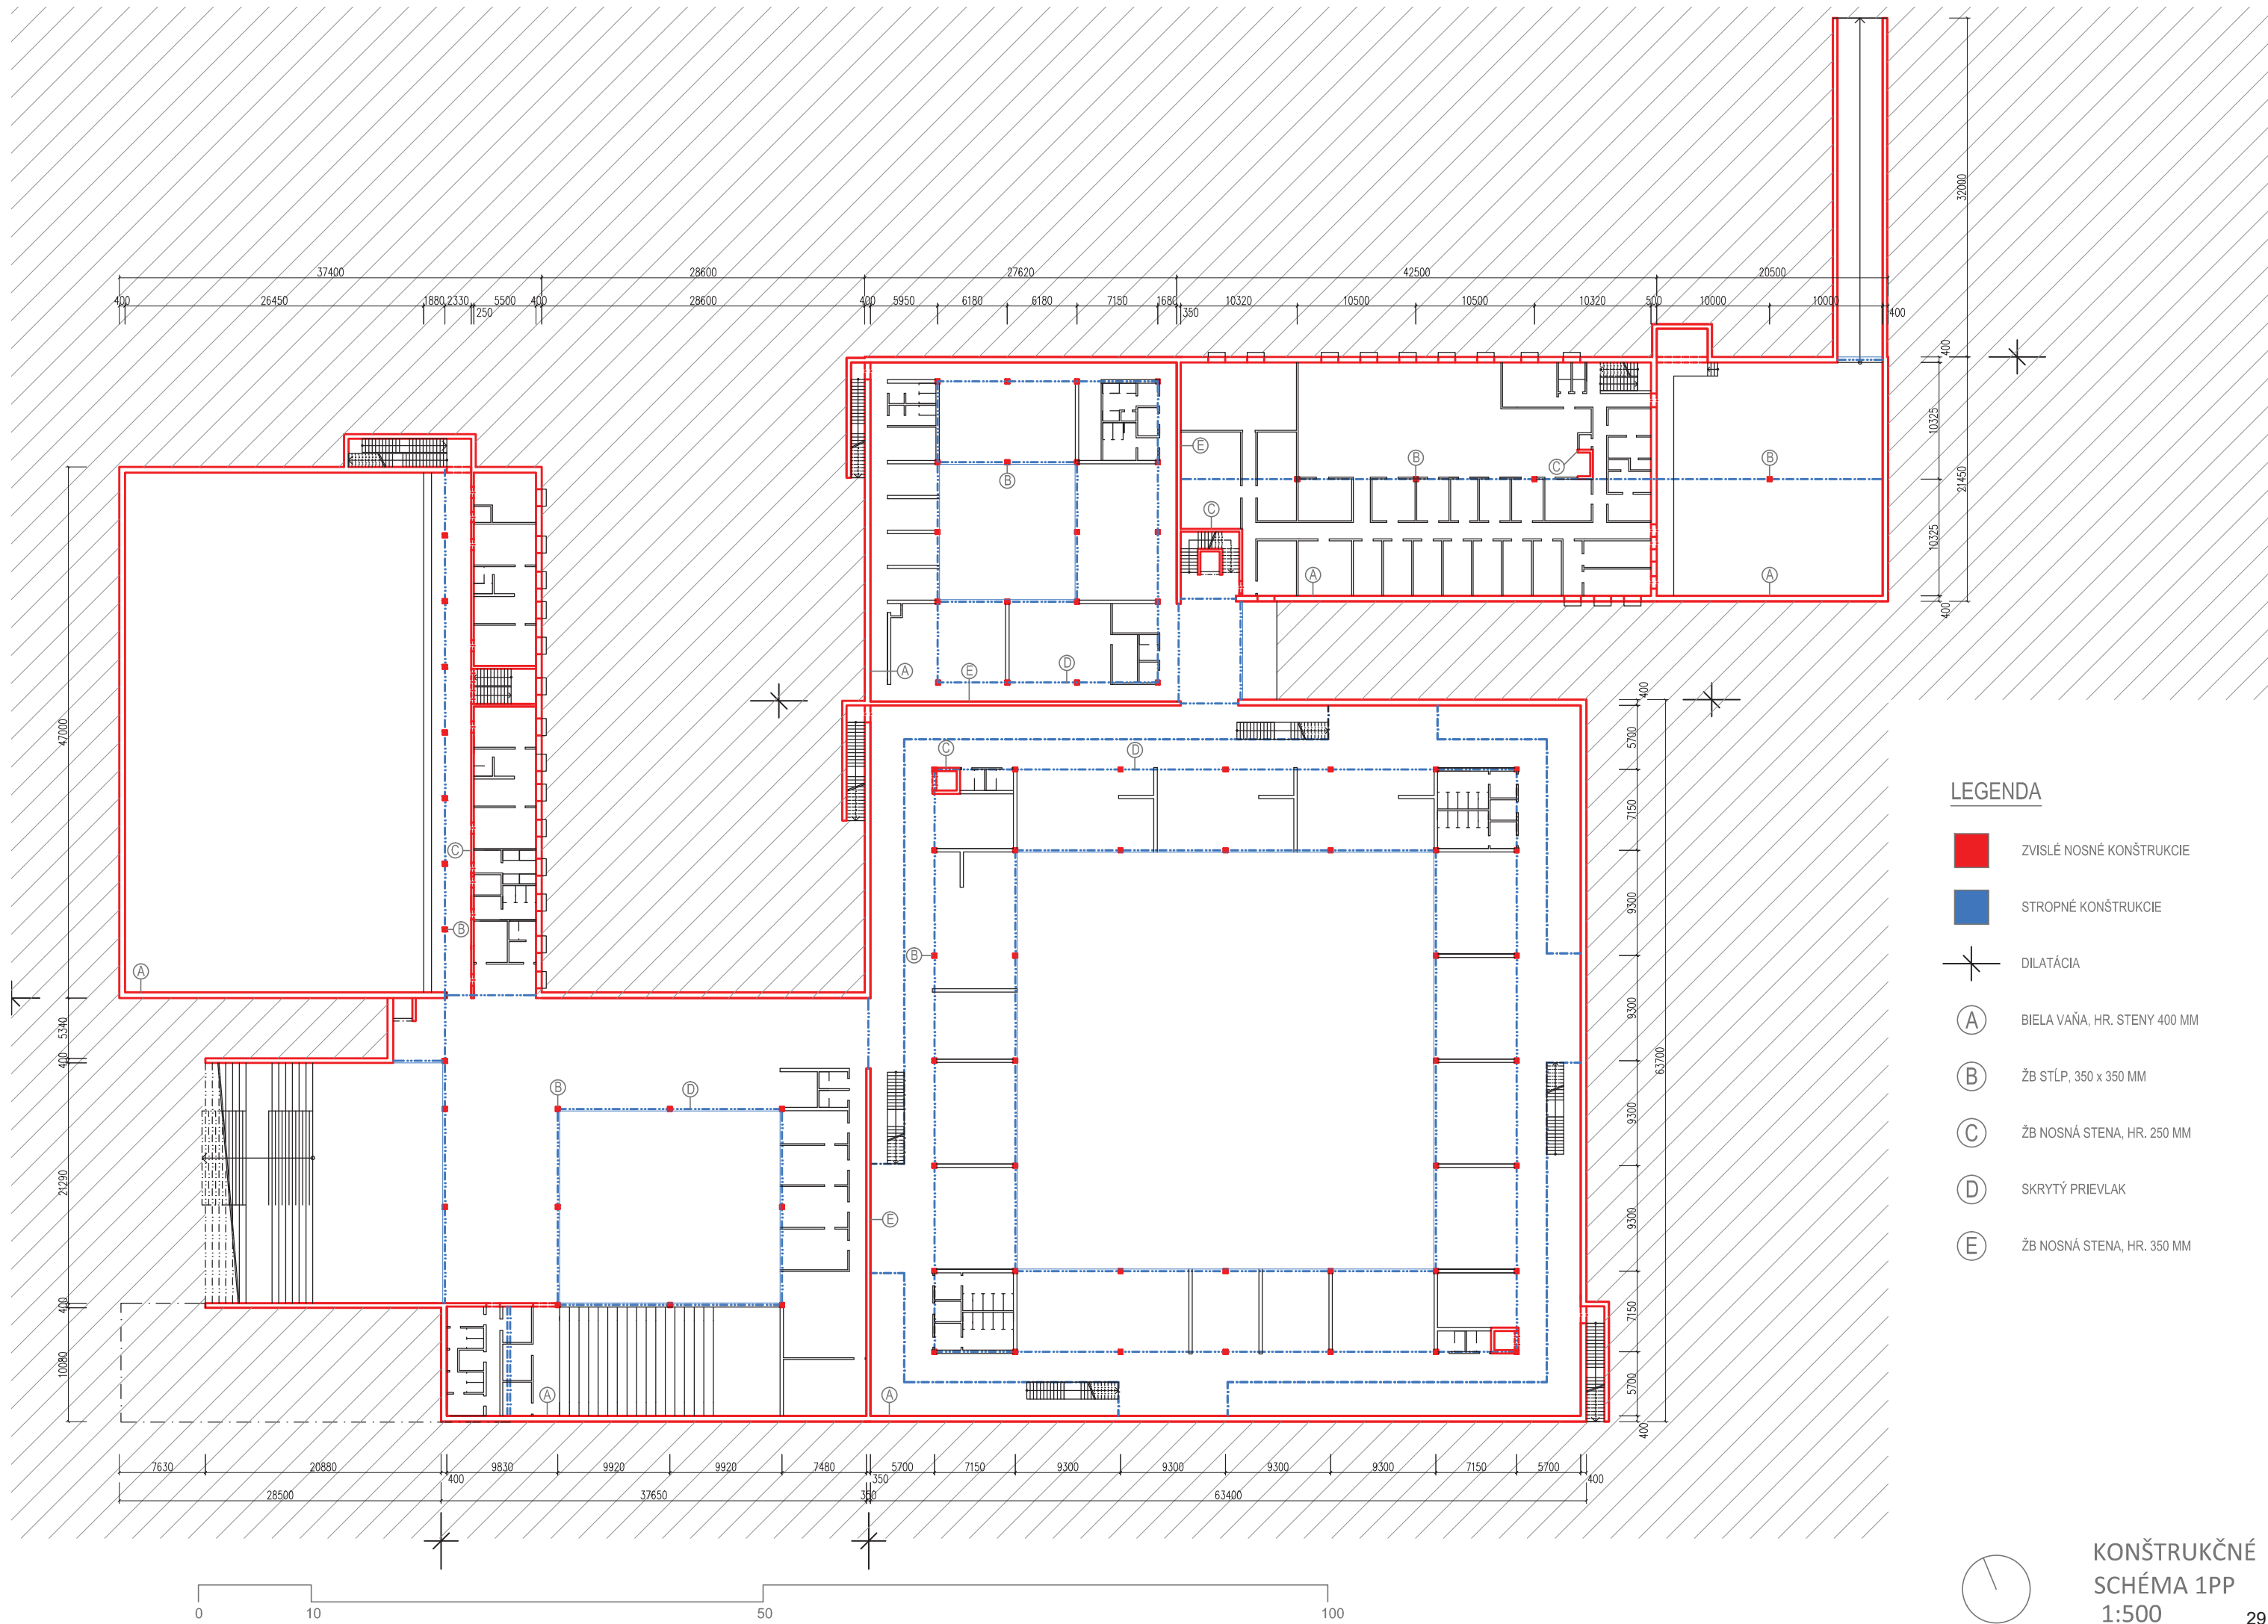 32000
37400
28600
27620
42500
20500
400
26450
1880
2330
5500
400
28600
400
5950
6180
6180
7150
1680
10320
10500
10500
10320
500
10000
10000
250
350
400
400
10325
21450
10325
400
E
B
C
B
B
C
A
A
A
E
D
47000
5340
400
21290
400
10080
A
C
B
B
D
E
A
A
C
D
B
400
5700
7150
9300
9300
9300
9300
7150
5700
400
63700
LEGENDA
ZVISLÉ NOSNÉ KONŠTRUKCIE
STROPNÉ KONŠTRUKCIE
DILATÁCIA
A BIELA VAŇA, HR. STENY 400 MM
B ŽB STĹP, 350 x 350 MM
C ŽB NOSNÁ STENA, HR. 250 MM
D SKRYTÝ PRIEVLAK
E ŽB NOSNÁ STENA, HR. 350 MM
7630
20880
400
9830
9920
9920
7480
350
5700
7150
9300
9300
9300
9300
7150
5700
400
28500
37650
350
63400
0
10
50
100
KONŠTRUKČNÉ
SCHÉMA 1PP
1:500
29